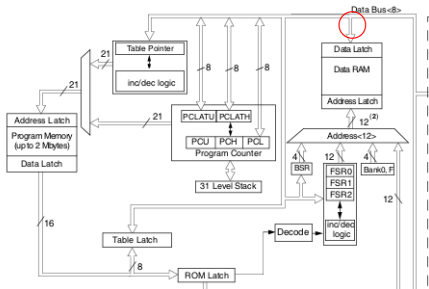 Data Bus<8>
Table Pointer
inc/dec logic
21
21
21
8
8
8
PCLATU PCLATH
PCU PCH PCL
Program Counter
31 Level Stack
Address Latch
Program Memory
(up to 2 Mbytes)
Data Latch
16
Table Latch
8
ROM Latch
Data Latch
Data RAM
Address Latch
12 (2)
Address<12>
4
12
4
BSR
FSR0
FSR1
FSR2
inc/dec
logic
Bank0, F
12
Decode